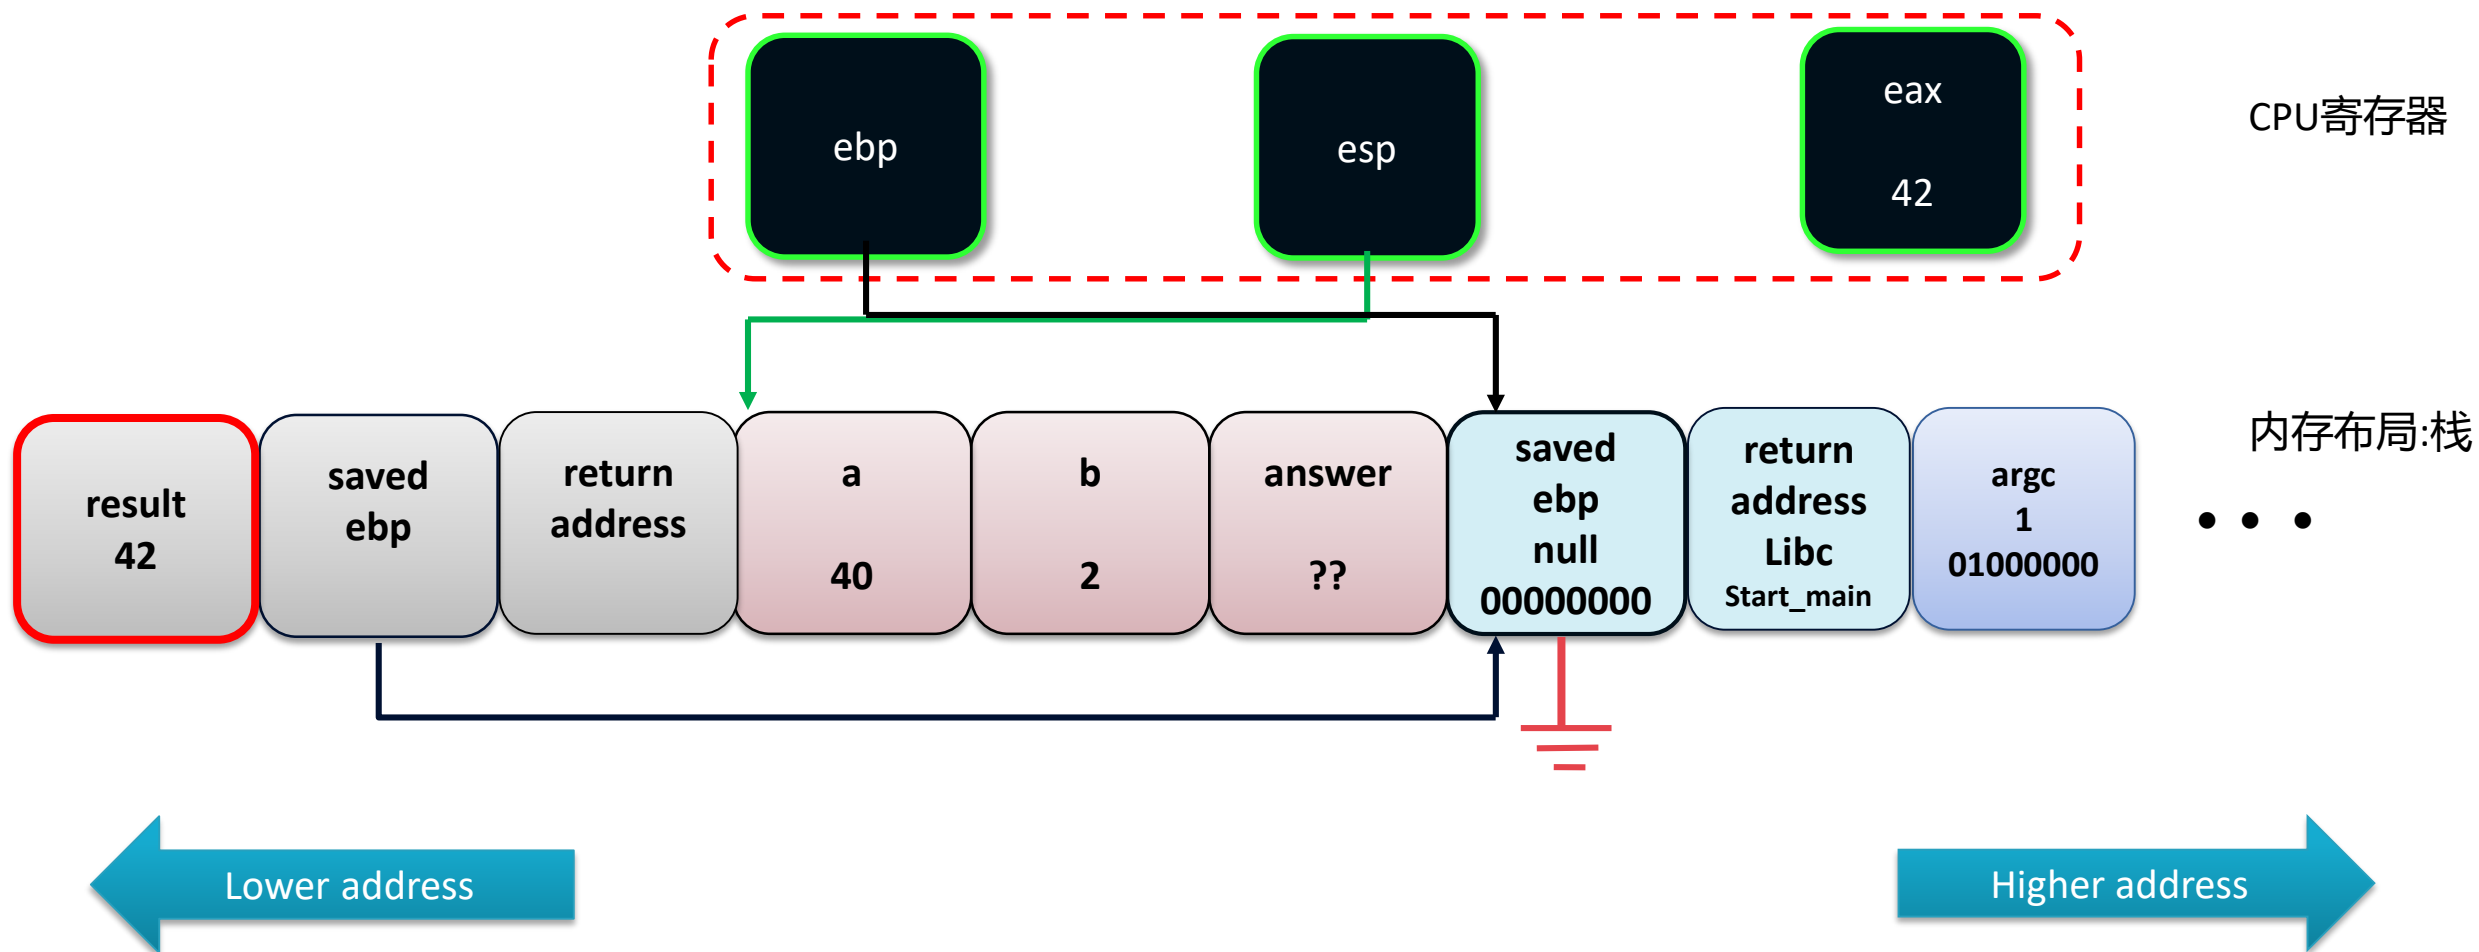 ebp
esp
eax
42
CPU寄存器
result
42
saved
ebp
return
address
a
40
b
2
answer
??
saved
ebp
null
00000000
return
address
Libc
Start_main
argc
1
01000000
内存布局:栈
Lower address
Higher address